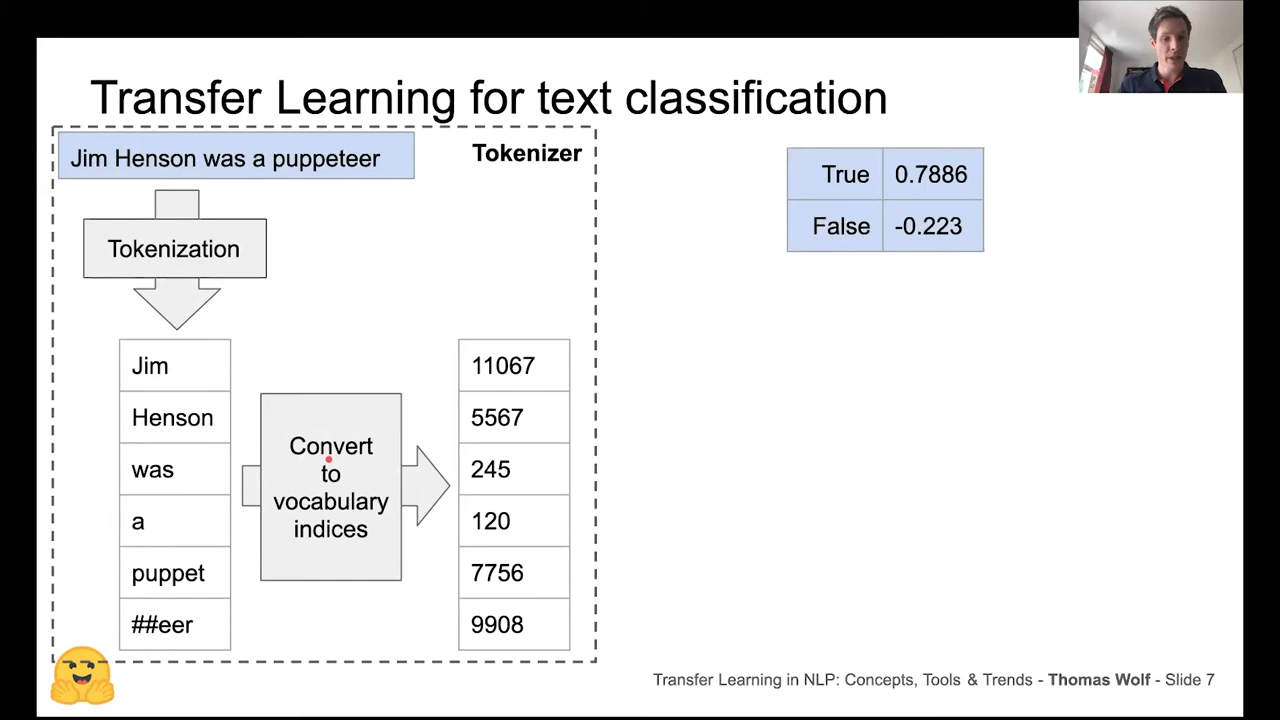 Transfer Learning for text classification
Jim Henson was a puppeteer
Tokenizer
Tokenization
Jim
Henson
was
a
puppet
##eer
Convert
to
vocabulary
indices
11067
5567
245
120
7756
9908
True 0.7886
False -0.223
Transfer Learning in NLP: Concepts, Tools & Trends - Thomas Wolf - Slide 7